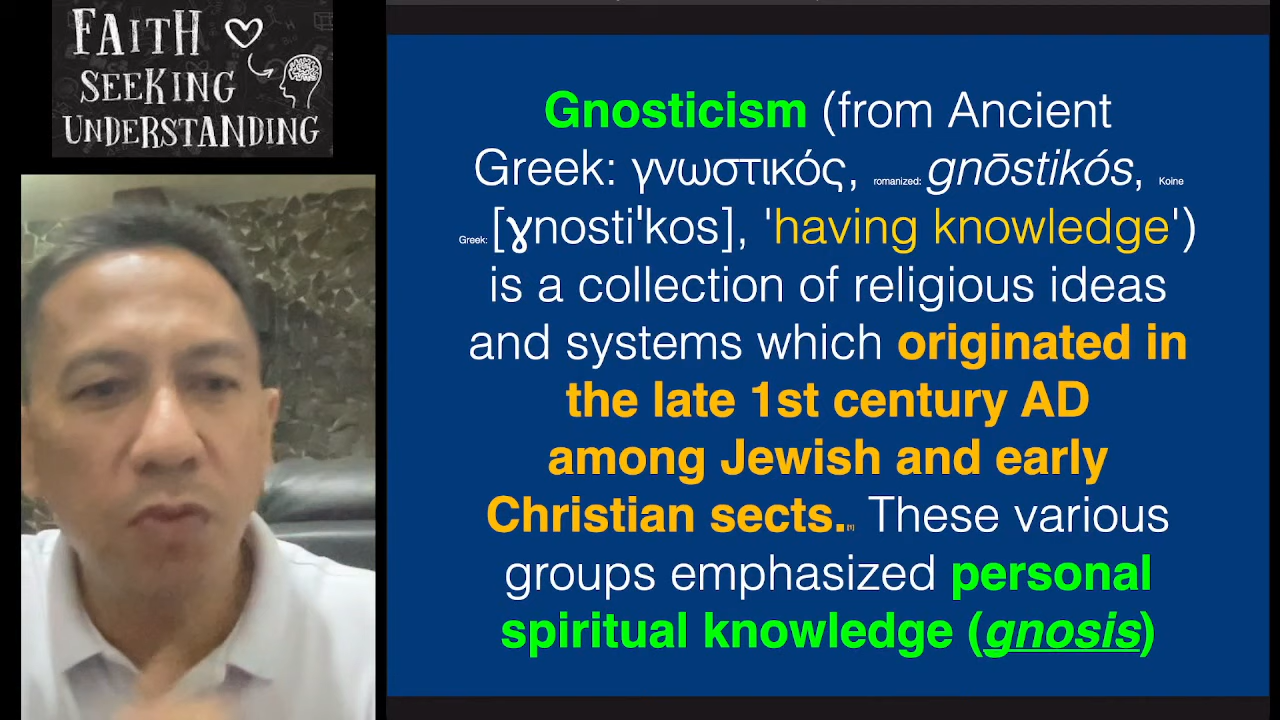 FAITH
SEEKING
UNDERSTANDING
Gnosticism (from Ancient
Greek: γνωστικός, romanized: gnōstikós, Koine
Greek: [ɣnostiˈkos], 'having knowledge')
is a collection of religious ideas
and systems which originated in
the late 1st century AD
among Jewish and early
Christian sects.[1] These various
groups emphasized personal
spiritual knowledge (gnosis)